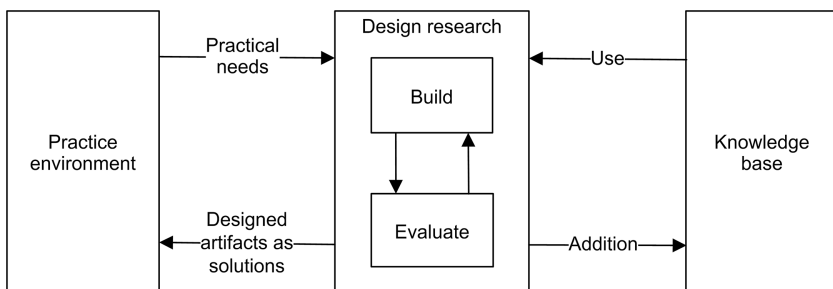 Design research
Practical
needs
Use
Build
Practice
environment
Knowledge
base
Designed
artifacts as
solutions
Evaluate
Addition